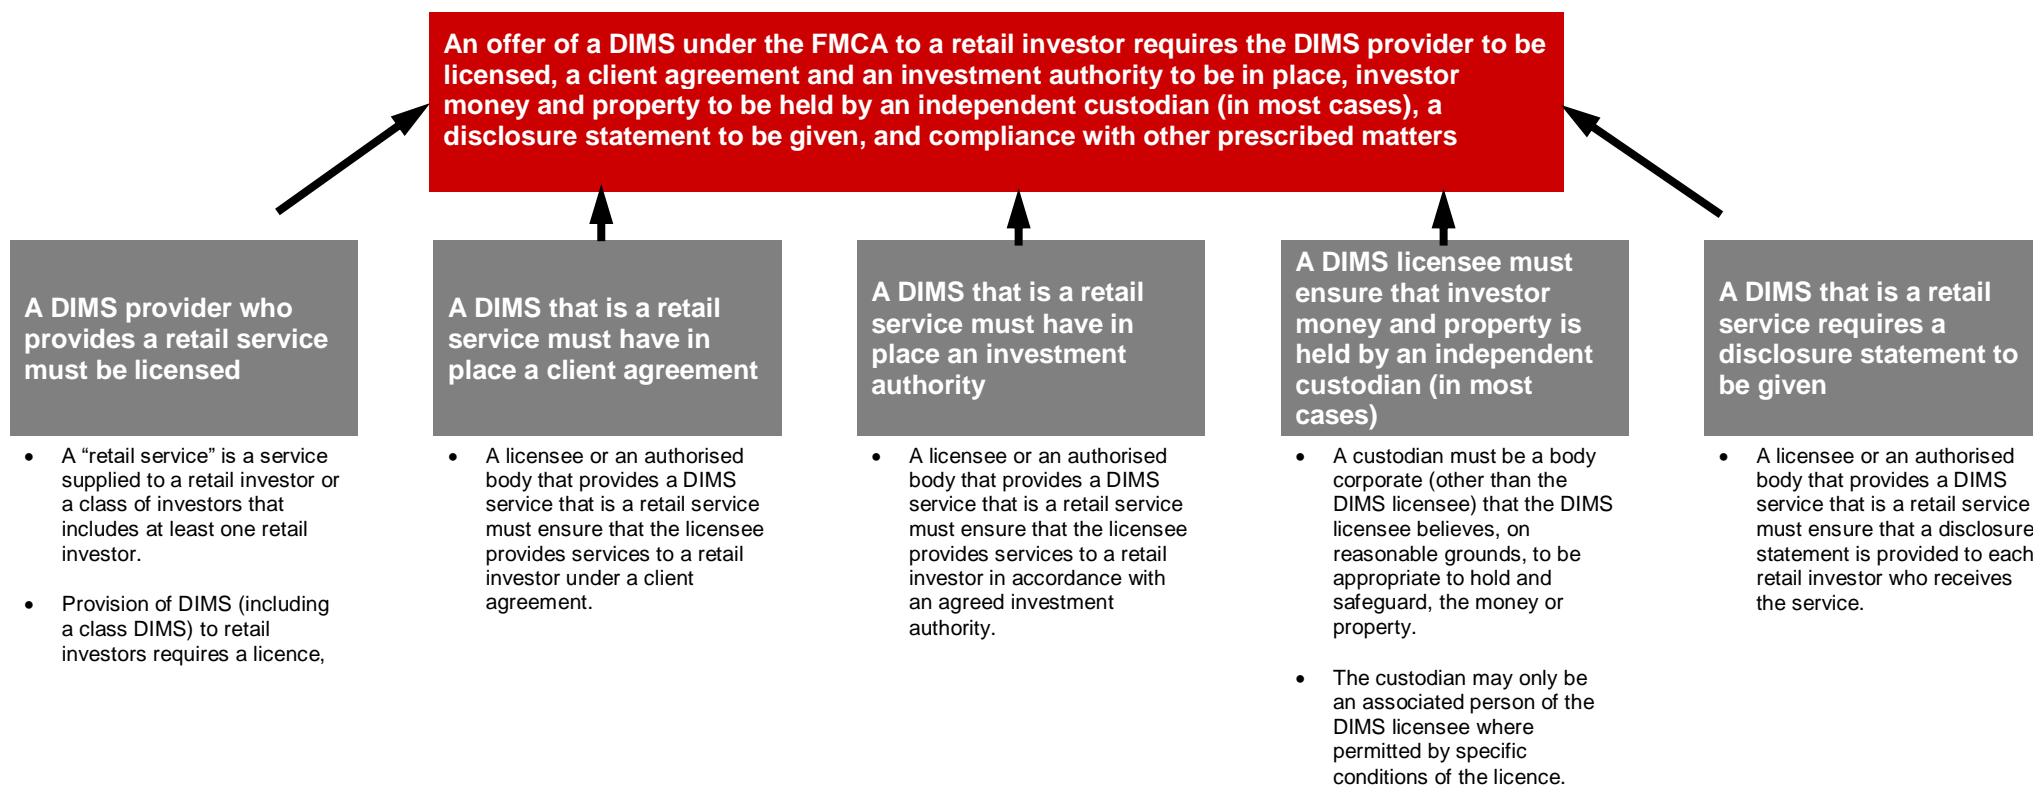 An offer of a DIMS under the FMCA to a retail investor requires the DIMS provider to be
licensed, a client agreement and an investment authority to be in place, investor
money and property to be held by an independent custodian (in most cases), a
disclosure statement to be given, and compliance with other prescribed matters
A DIMS provider who
provides a retail service
must be licensed
• A “retail service” is a service
supplied to a retail investor or
a class of investors that
includes at least one retail
investor.
• Provision of DIMS (including
a class DIMS) to retail
investors requires a licence,
A DIMS that is a retail
service must have in
place a client agreement
• A licensee or an authorised
body that provides a DIMS
service that is a retail service
must ensure that the licensee
provides services to a retail
investor under a client
agreement.
A DIMS that is a retail
service must have in
place an investment
authority
• A licensee or an authorised
body that provides a DIMS
service that is a retail service
must ensure that the licensee
provides services to a retail
investor in accordance with
an agreed investment
authority.
A DIMS licensee must
ensure that investor
money and property is
held by an independent
custodian (in most
cases)
• A custodian must be a body
corporate (other than the
DIMS licensee) that the DIMS
licensee believes, on
reasonable grounds, to be
appropriate to hold and
safeguard, the money or
property.
• The custodian may only be
an associated person of the
DIMS licensee where
permitted by specific
conditions of the licence.
A DIMS that is a retail
service requires a
disclosure statement to
be given
• A licensee or an authorised
body that provides a DIMS
service that is a retail service
must ensure that a disclosure
statement is provided to each
retail investor who receives
the service.